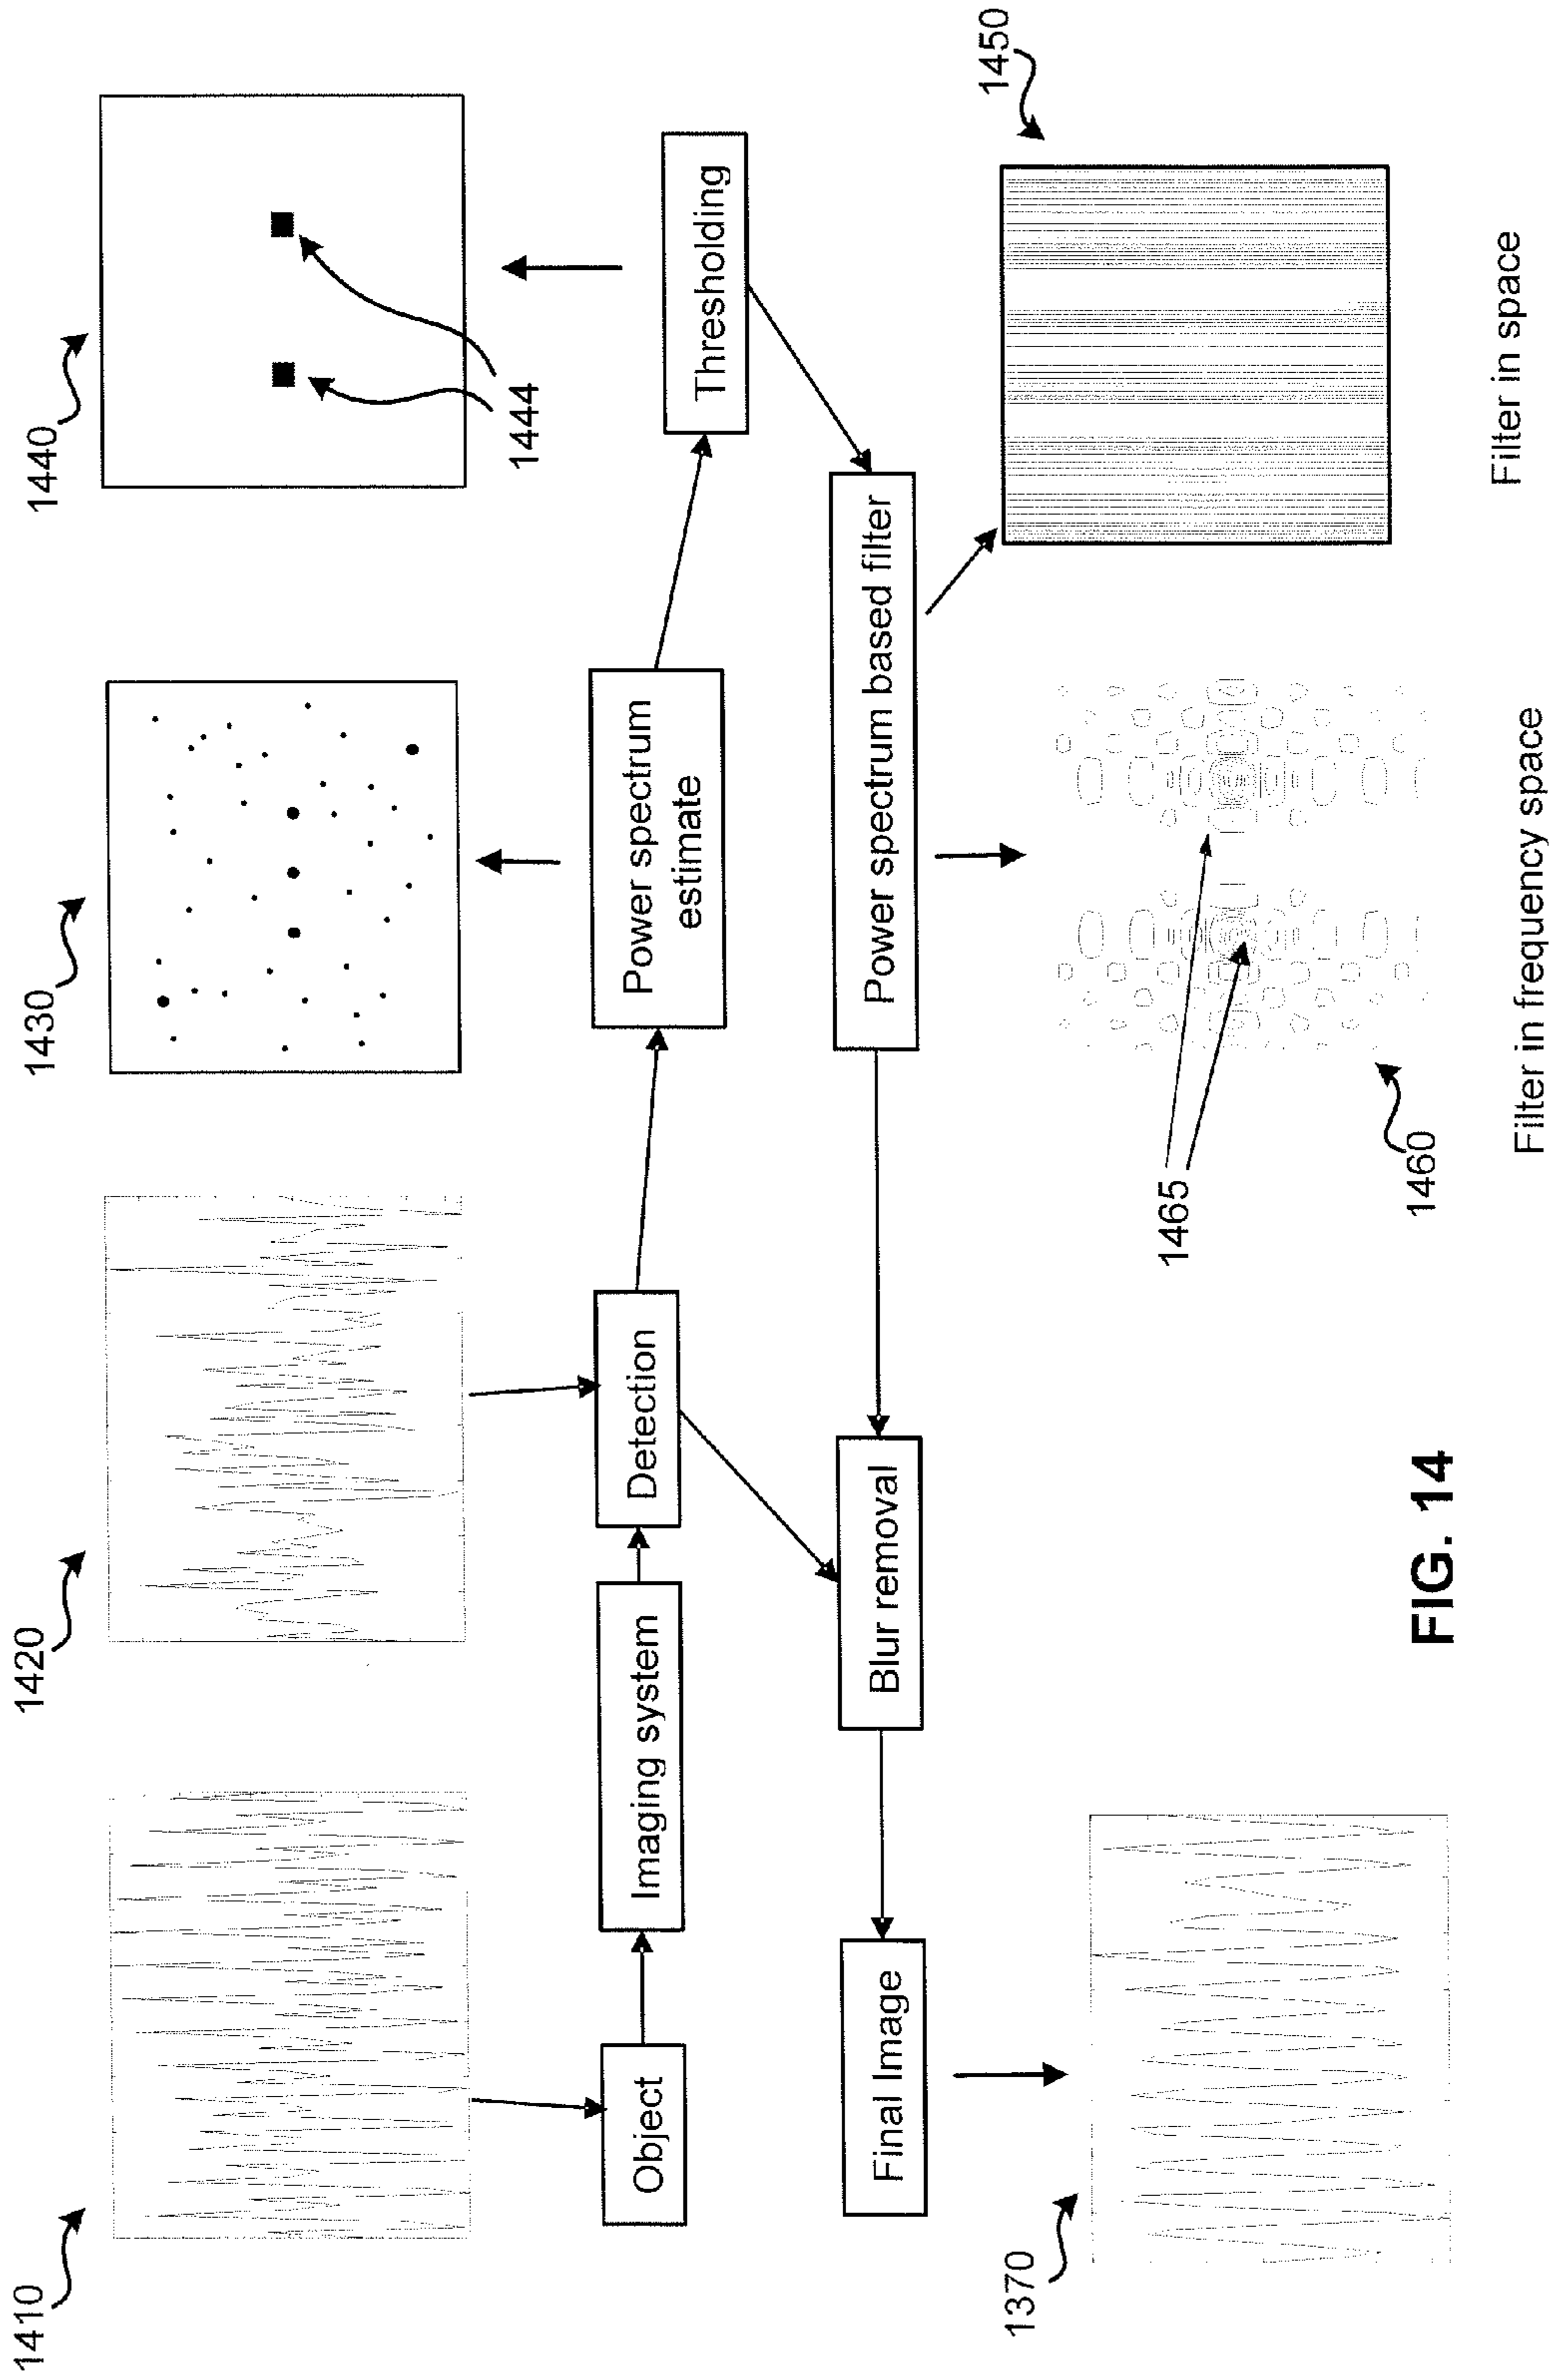 1410
1420
1430
1440
1444
Object
Imaging system
Detection
Power spectrum
estimate
Thresholding
Final Image
Blur removal
Power spectrum based filter
1370
1465
1460
1450
Filter in frequency space
Filter in space
FIG. 14